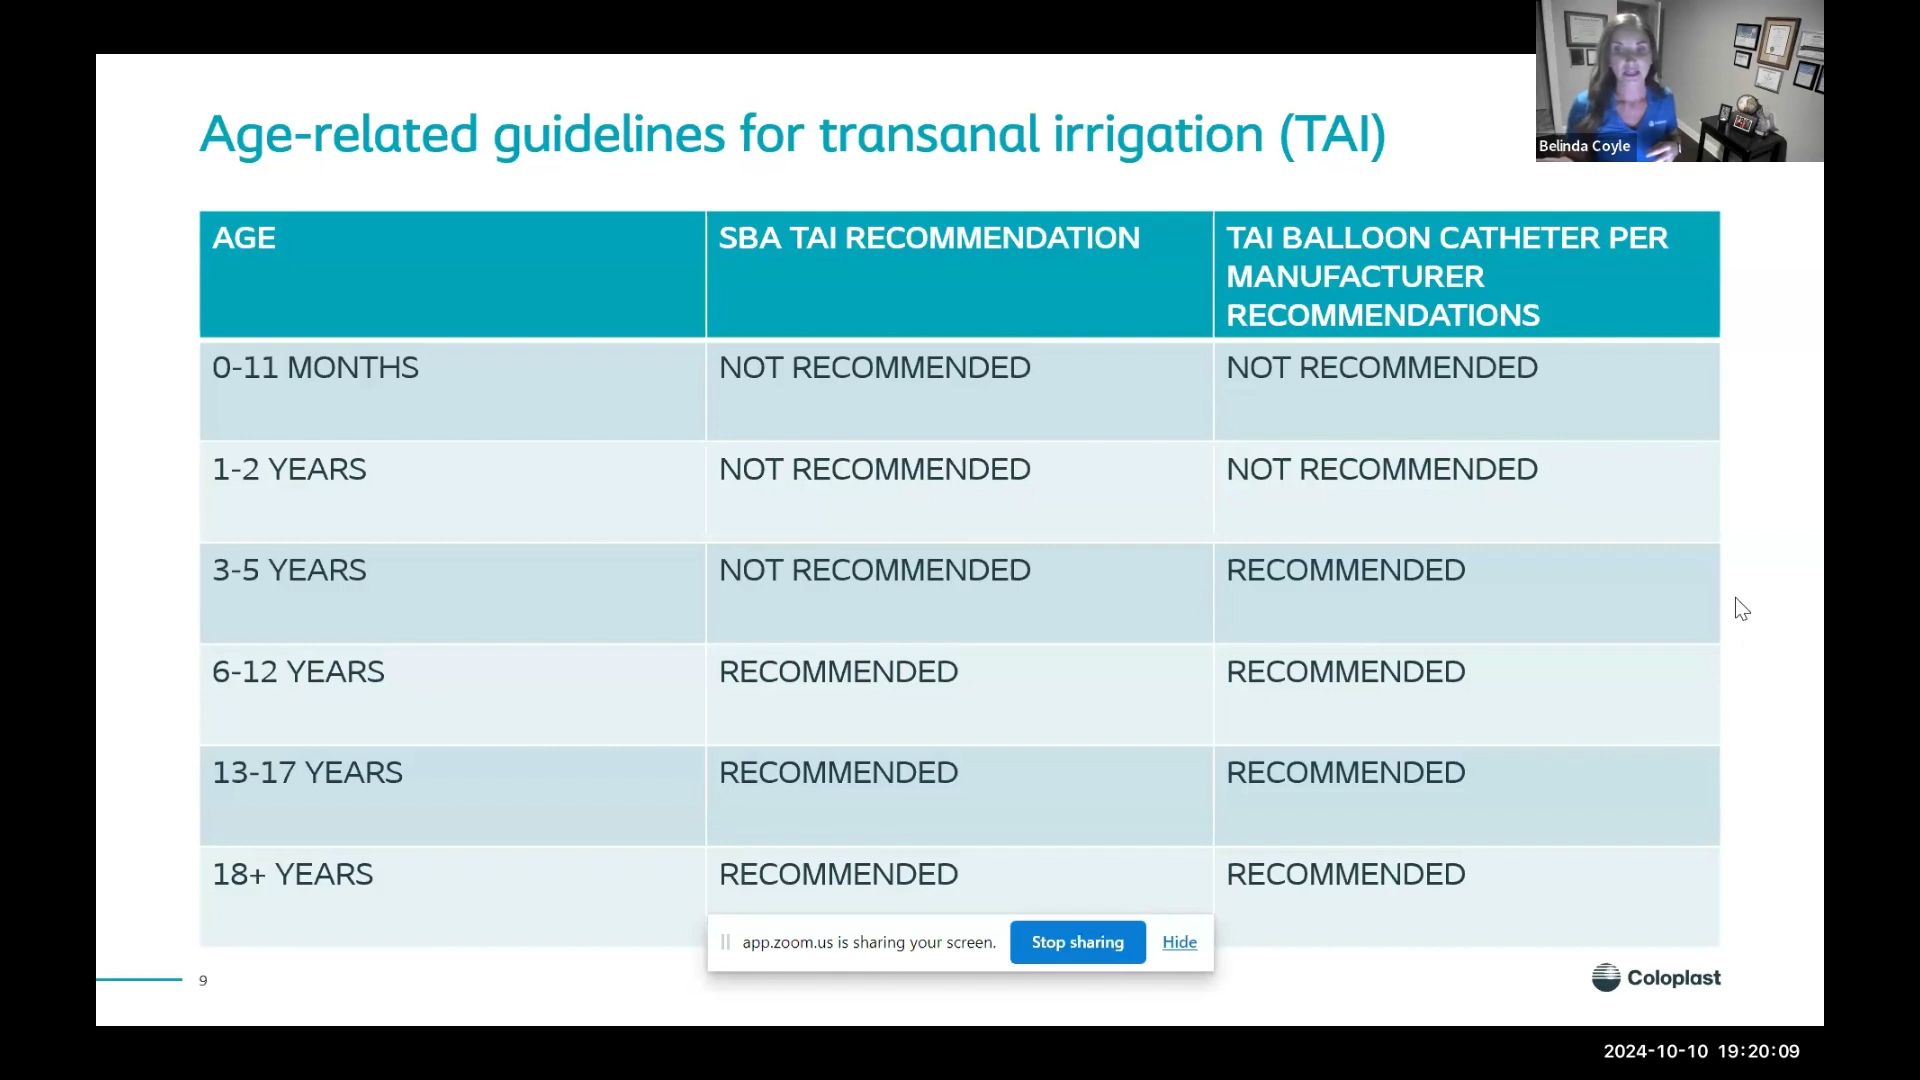 Age-related guidelines for transanal irrigation (TAI)
Belinda Coyle
AGE
SBA TAI RECOMMENDATION
TAI BALLOON CATHETER PER
MANUFACTURER
RECOMMENDATIONS
0-11 MONTHS
NOT RECOMMENDED
NOT RECOMMENDED
1-2 YEARS
NOT RECOMMENDED
NOT RECOMMENDED
3-5 YEARS
NOT RECOMMENDED
RECOMMENDED
6-12 YEARS
RECOMMENDED
RECOMMENDED
13-17 YEARS
RECOMMENDED
RECOMMENDED
18+ YEARS
RECOMMENDED
RECOMMENDED
app.zoom.us is sharing your screen.
Stop sharing
Hide
9
Coloplast
2024-10-10 19:20:09